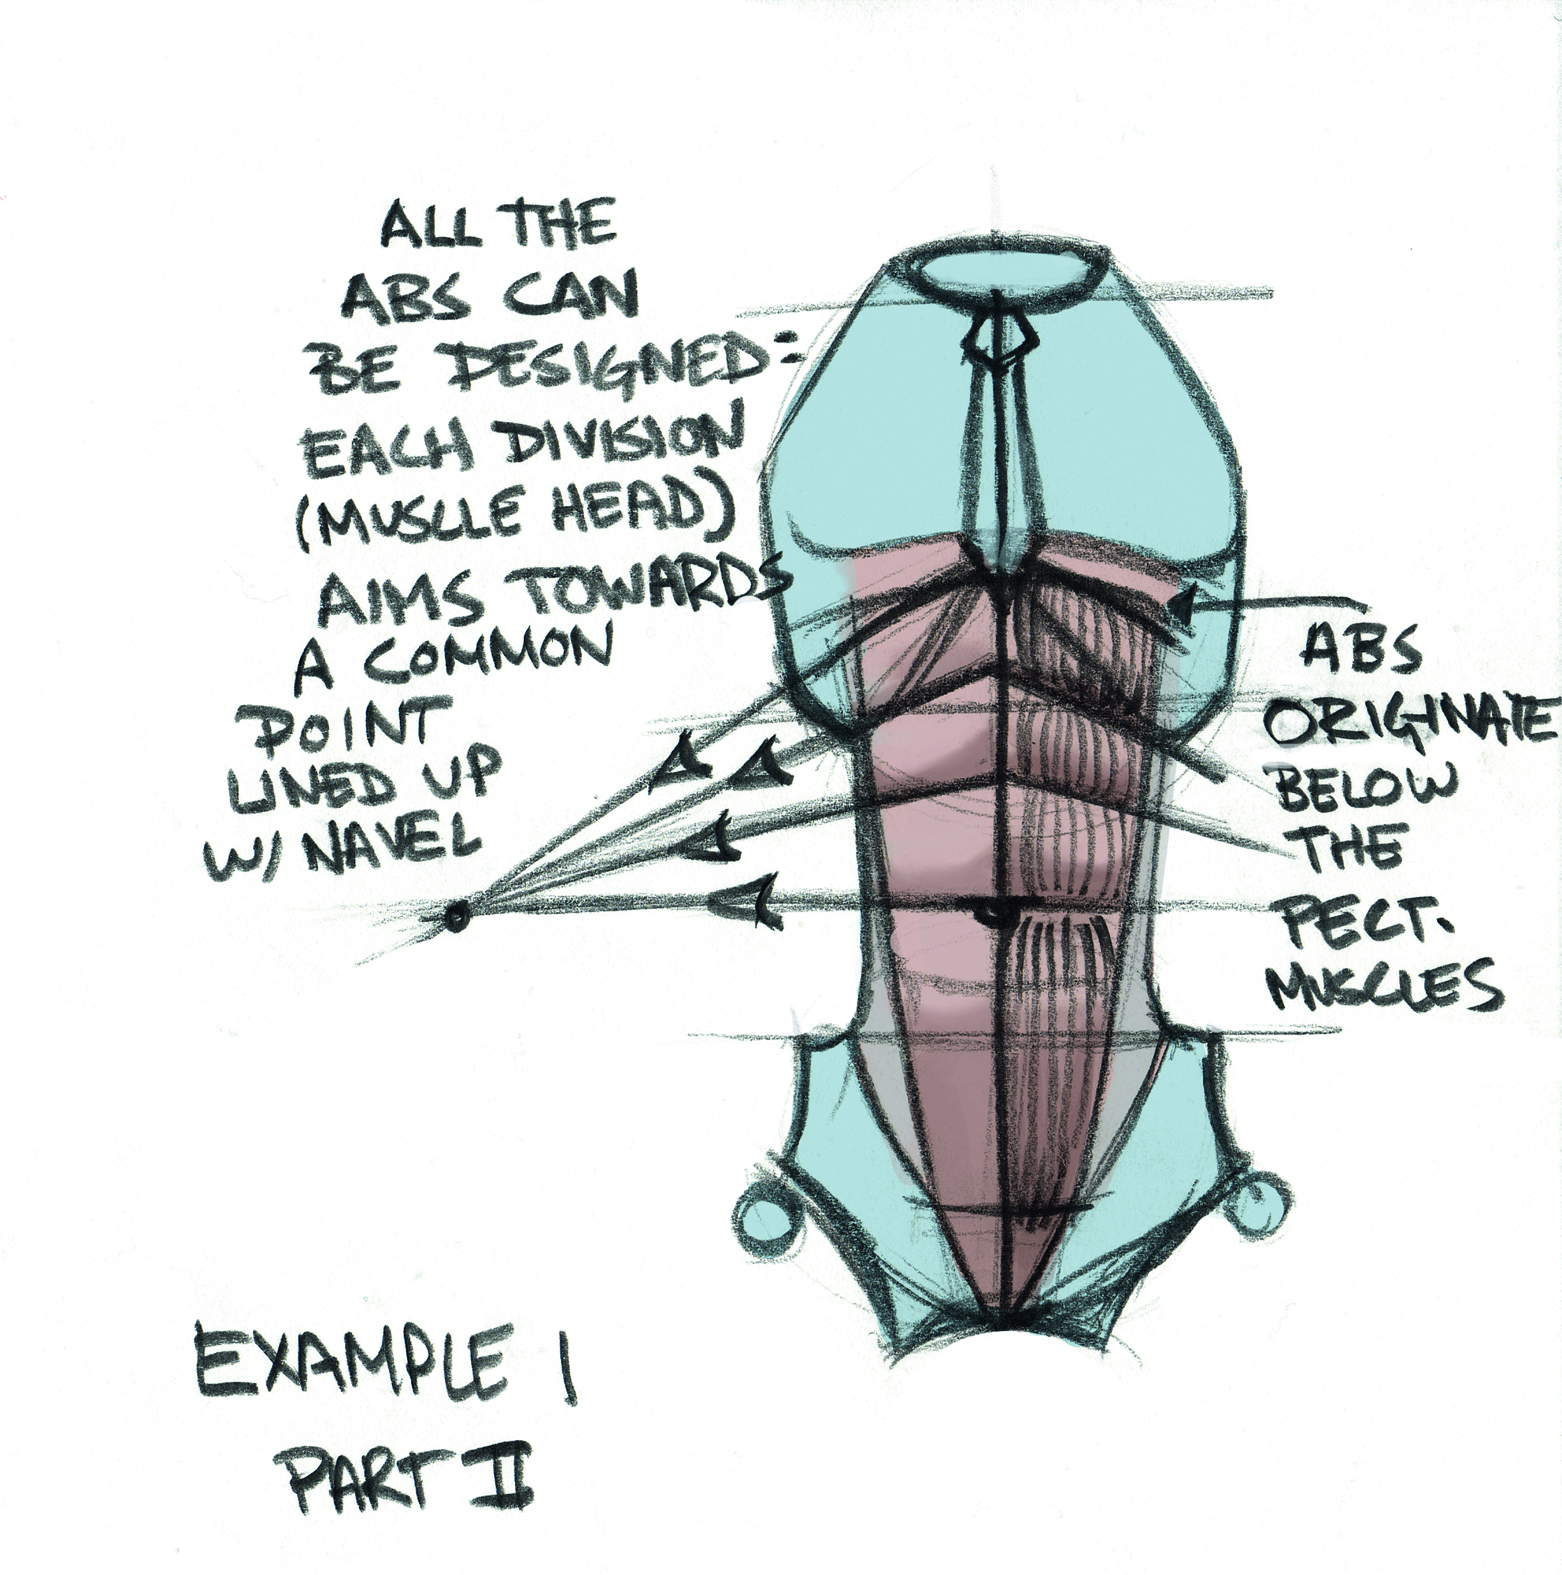 ALL THE
ABS CAN
BE DESIGNED:
EACH DIVISION
(MUSCLE HEAD)
AIMS TOWARDS
A COMMON
POINT
LINED UP
W/ NAVEL
ABS
ORIGINATE
BELOW
THE
PECT.
MUSCLES
EXAMPLE 1
PART II